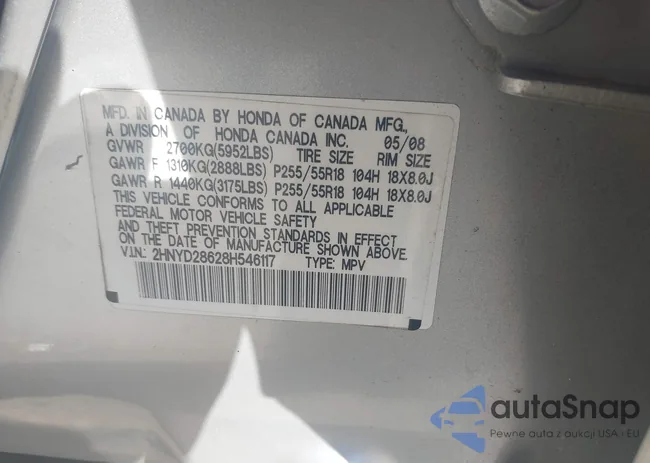 MFD. IN CANADA BY HONDA OF CANADA MFG.,
A DIVISION OF HONDA CANADA INC. 05/08
GVWR 2700KG(5952LBS) TIRE SIZE RIM SIZE
GAWR F 1310KG(2888LBS) P255/55R18 104H 18X8.0J
GAWR R 1440KG(3175LBS) P255/55R18 104H 18X8.0J
THIS VEHICLE CONFORMS TO ALL APPLICABLE
FEDERAL MOTOR VEHICLE SAFETY
AND THEFT PREVENTION STANDARDS IN EFFECT
ON THE DATE OF MANUFACTURE SHOWN ABOVE.
V.I.N.: 2HNYD28628H546117 TYPE: MPV
autaSnap
Pewne auta z aukcji USA - EU